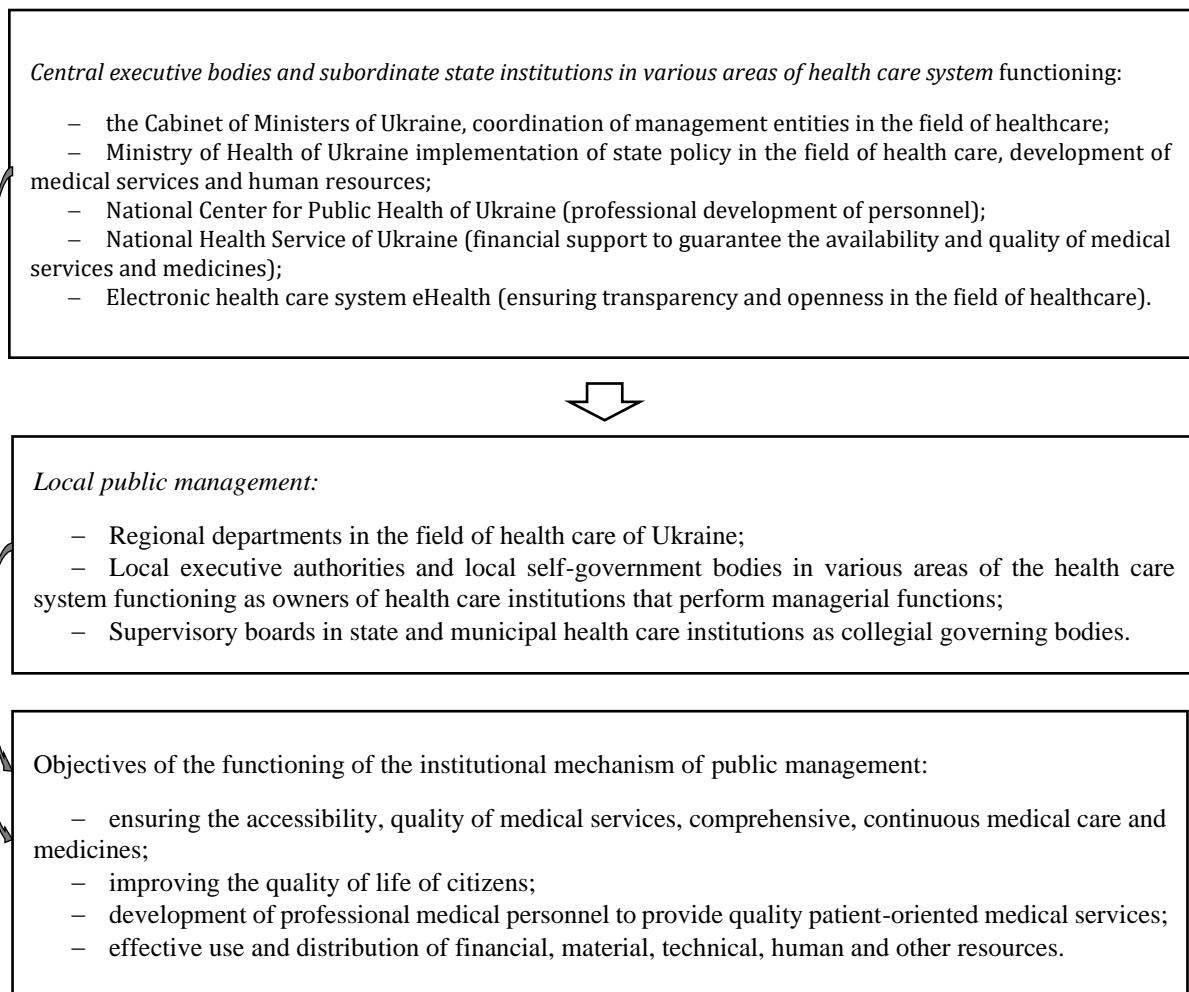 Central executive bodies and subordinate state institutions in various areas of health care system functioning:
– the Cabinet of Ministers of Ukraine, coordination of management entities in the field of healthcare;
– Ministry of Health of Ukraine implementation of state policy in the field of health care, development of
medical services and human resources;
– National Center for Public Health of Ukraine (professional development of personnel);
– National Health Service of Ukraine (financial support to guarantee the availability and quality of medical
services and medicines);
– Electronic health care system eHealth (ensuring transparency and openness in the field of healthcare).
Local public management:
– Regional departments in the field of health care of Ukraine;
– Local executive authorities and local self-government bodies in various areas of the health care
system functioning as owners of health care institutions that perform managerial functions;
– Supervisory boards in state and municipal health care institutions as collegial governing bodies.
Objectives of the functioning of the institutional mechanism of public management:
– ensuring the accessibility, quality of medical services, comprehensive, continuous medical care and
medicines;
– improving the quality of life of citizens;
– development of professional medical personnel to provide quality patient-oriented medical services;
– effective use and distribution of financial, material, technical, human and other resources.